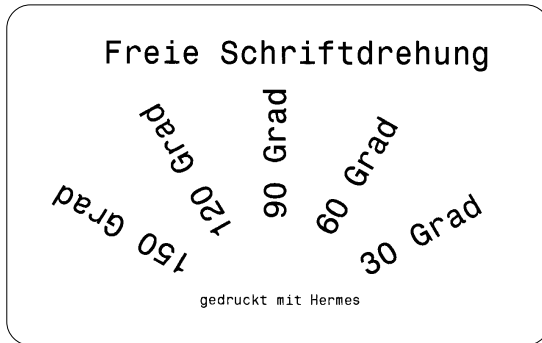 Freie Schriftdrehung
150 Grad
120 Grad
90 Grad
60 Grad
30 Grad
gedruckt mit Hermes